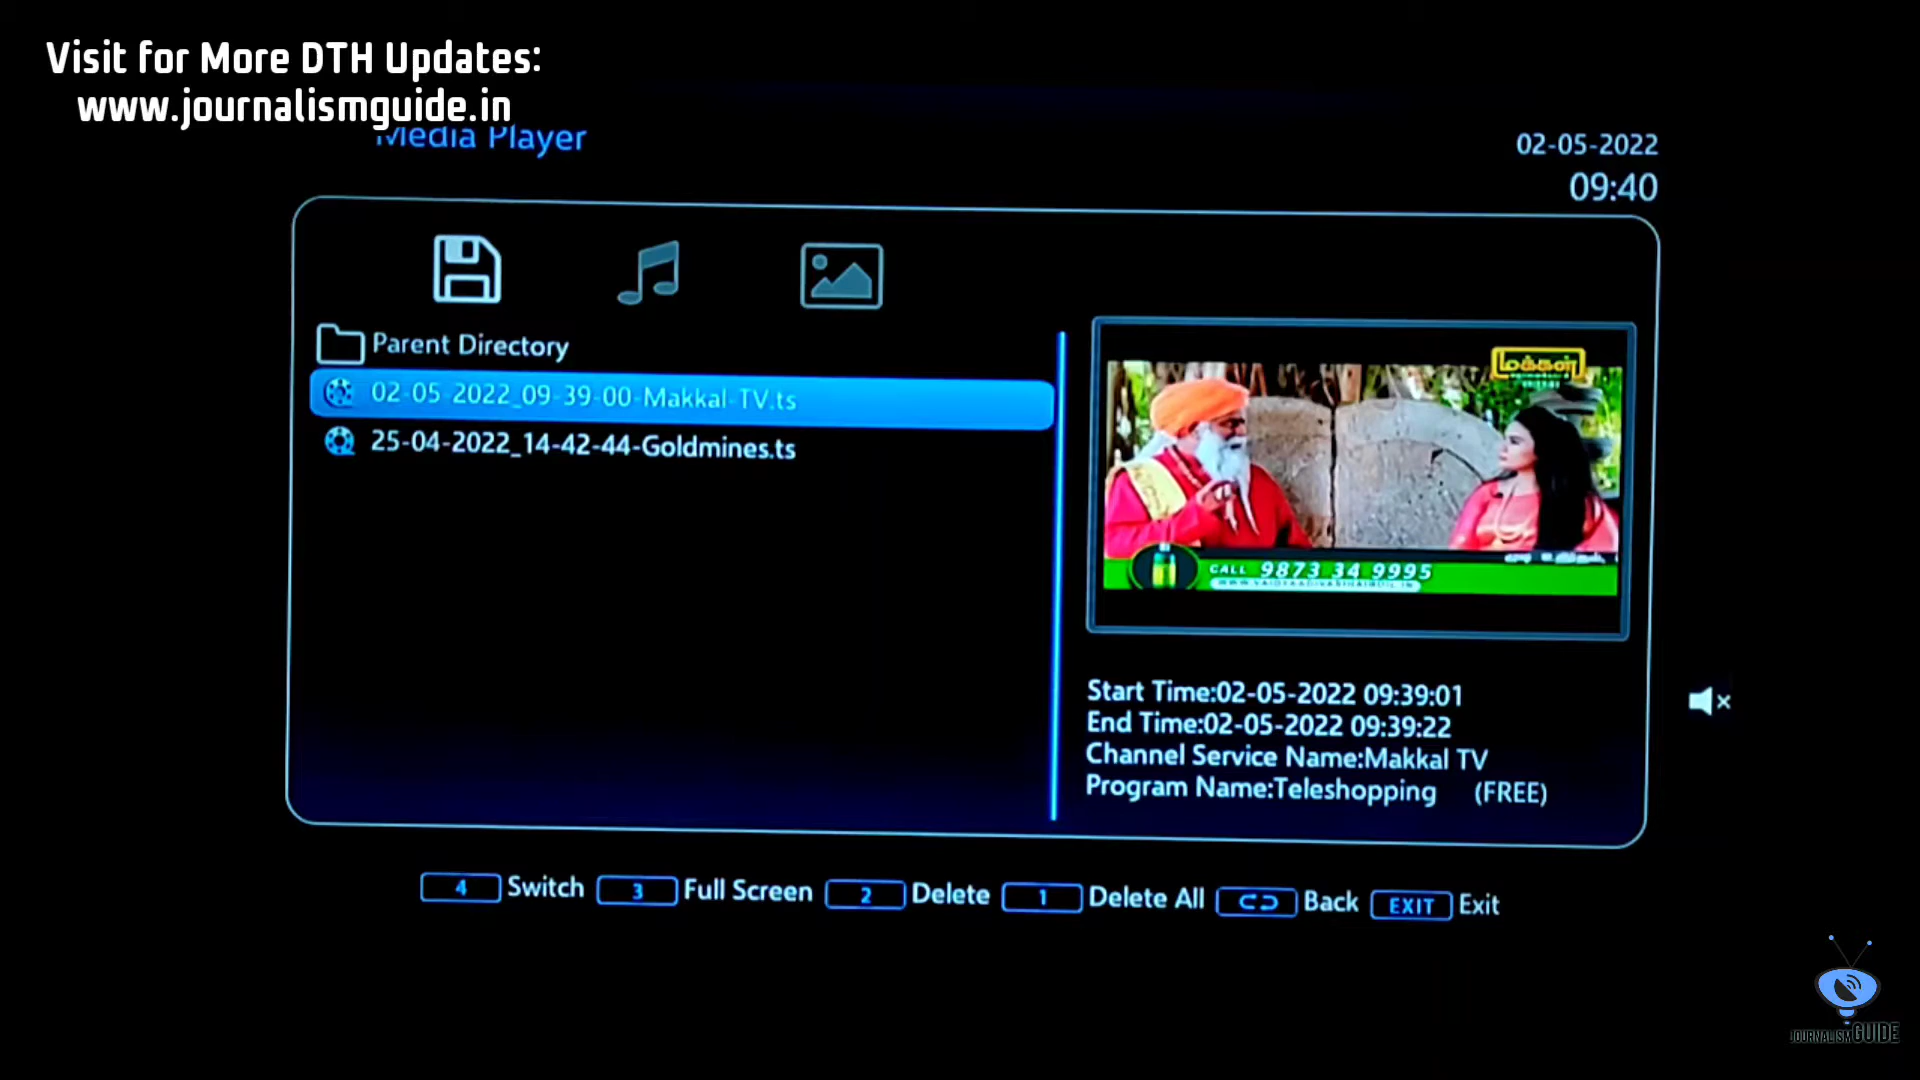 Visit for More DTH Updates:
www.journalismguide.in
Media Player
02-05-2022
09:40
Parent Directory
02-05-2022_09-39-00-Makkal-TV.ts
25-04-2022_14-42-44-Goldmines.ts
மக்கள்
CALL 9873 34 9995
Start Time:02-05-2022 09:39:01
End Time:02-05-2022 09:39:22
Channel Service Name:Makkal TV
Program Name:Teleshopping (FREE)
4 Switch 3 Full Screen 2 Delete 1 Delete All Back EXIT Exit
JOURNALISMGUIDE